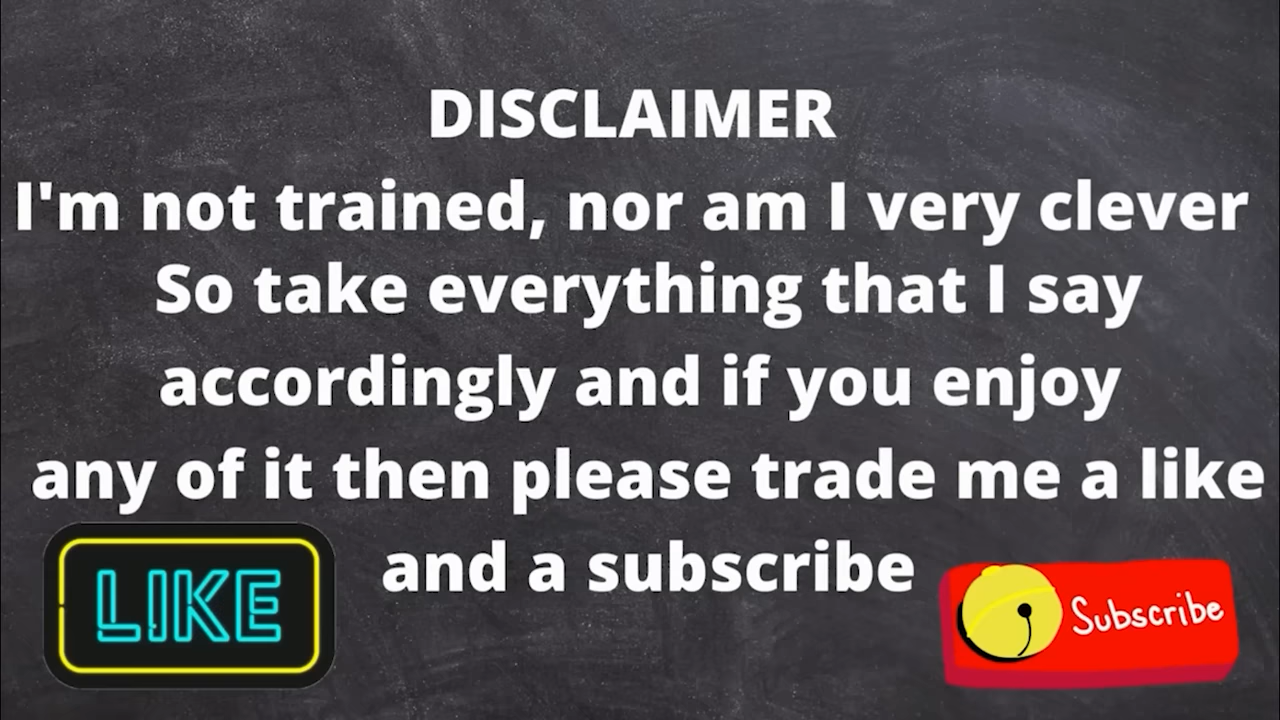 DISCLAIMER
I'm not trained, nor am I very clever
So take everything that I say
accordingly and if you enjoy
any of it then please trade me a like
and a subscribe
LIKE
Subscribe